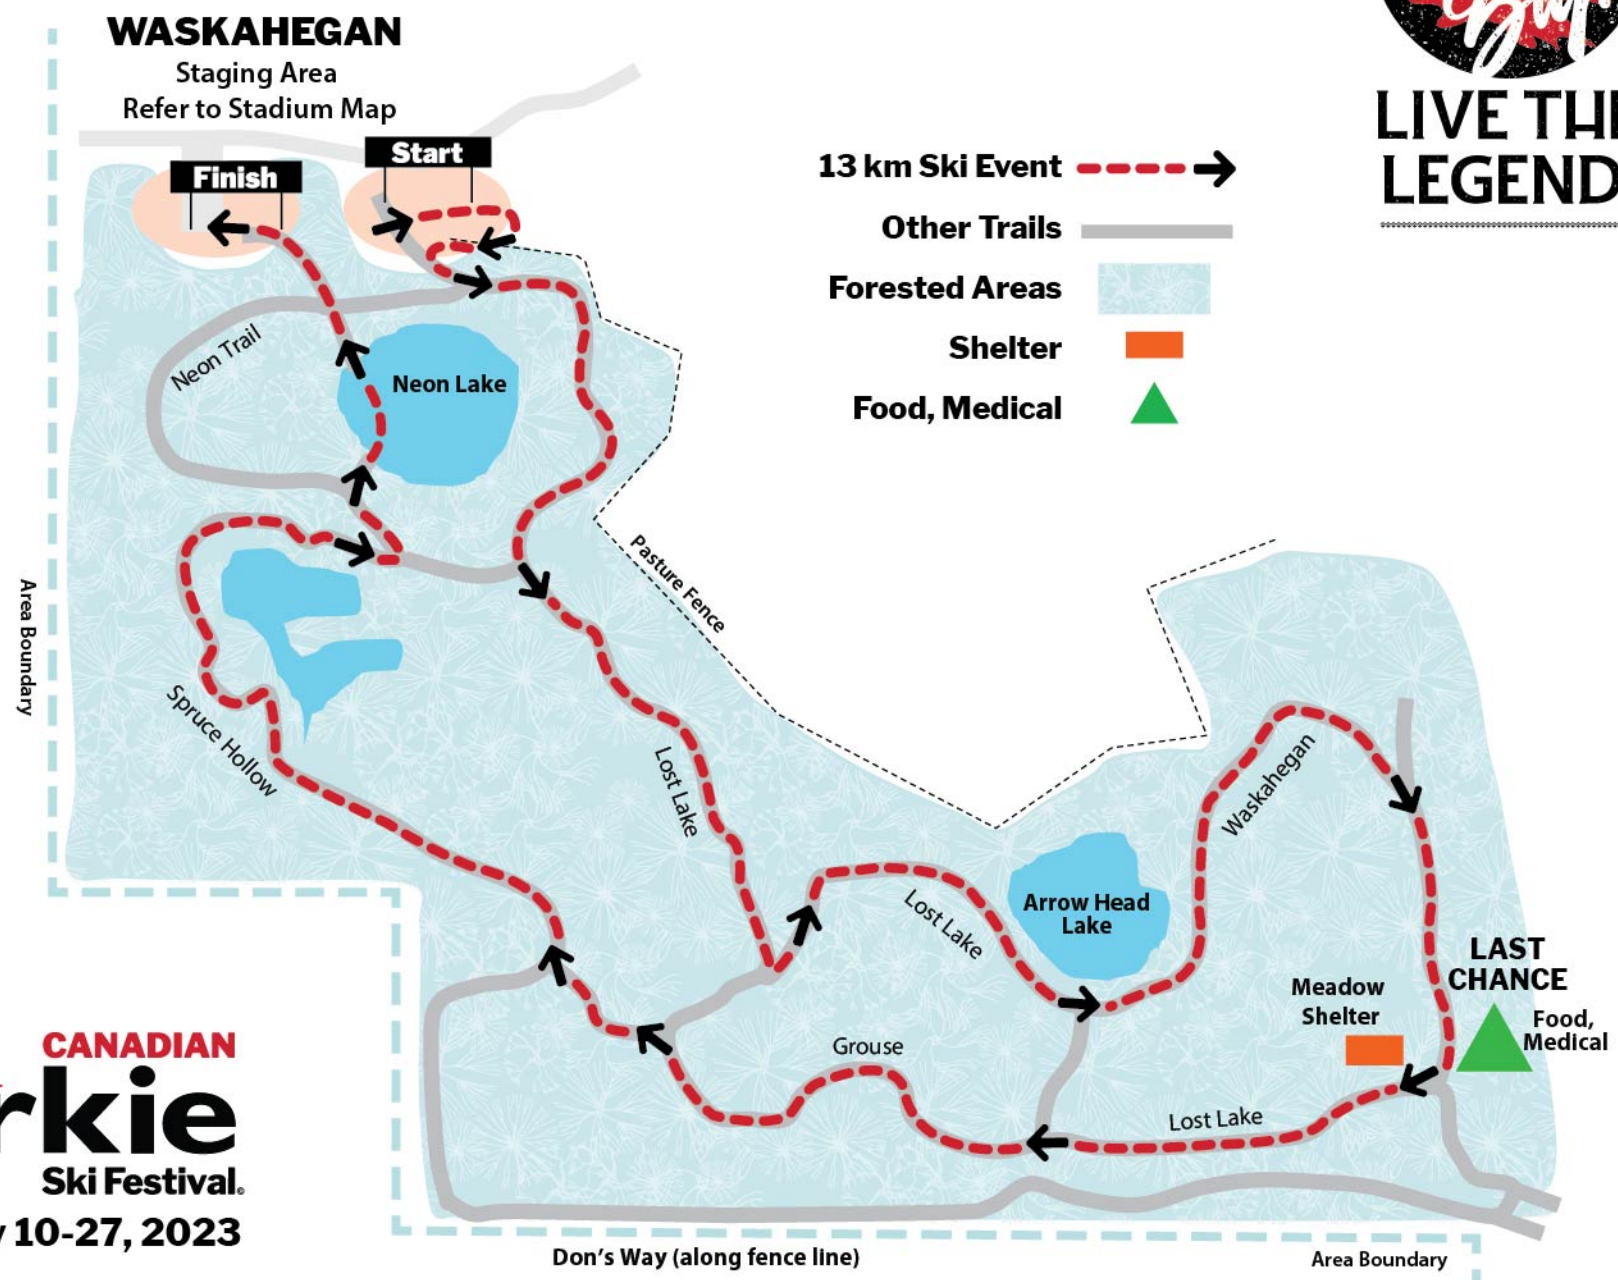 WASKAHEGAN
Staging Area
Refer to Stadium Map
Start
Finish
LIVE
LEGEND
13 km Ski Event
Other Trails
Forested Areas
Shelter
Food, Medical
Neon Trail
Neon Lake
Pasture Fence
Area Boundary
Spruce Hollow
Lost Lake
Waskahegan
Lost Lake
Arrow Head
Lake
LAST
CHANCE
Meadow
Shelter
Food,
Medical
Grouse
Lost Lake
CANADIAN
rkie
Ski Festival®
y 10-27, 2023
Don's Way (along fence line)
Area Boundary